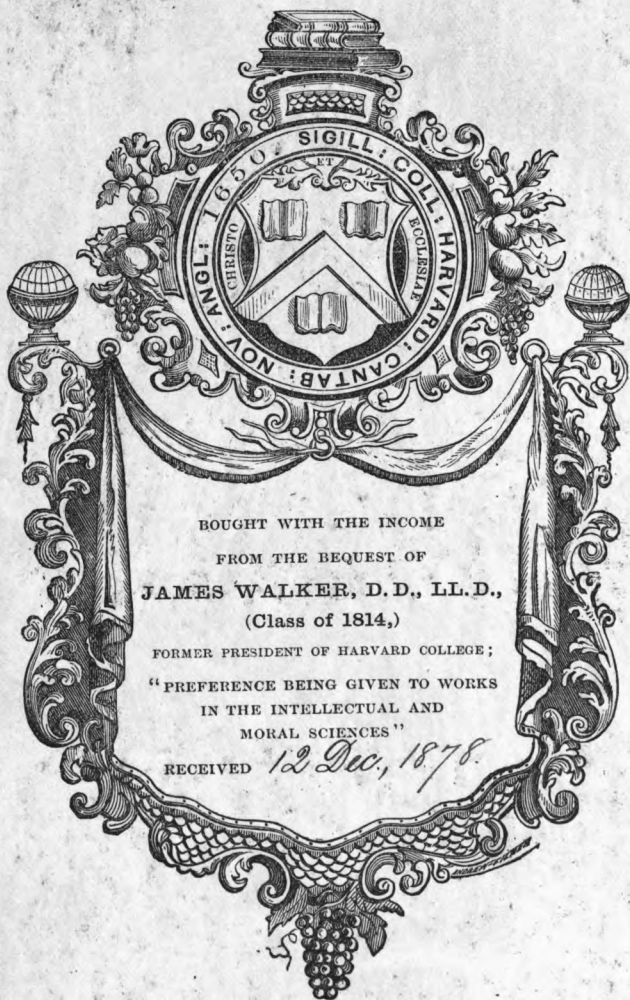 SIGILL: COLL: HARVARD: CANTAB: NOV: ANGL: 1650.
CHRISTO
ET
ECCLESIAE
BOUGHT WITH THE INCOME
FROM THE BEQUEST OF
JAMES WALKER, D.D., LL.D.,
(Class of 1814,)
FORMER PRESIDENT OF HARVARD COLLEGE;
"PREFERENCE BEING GIVEN TO WORKS
IN THE INTELLECTUAL AND
MORAL SCIENCES"
RECEIVED 12 Dec., 1878.